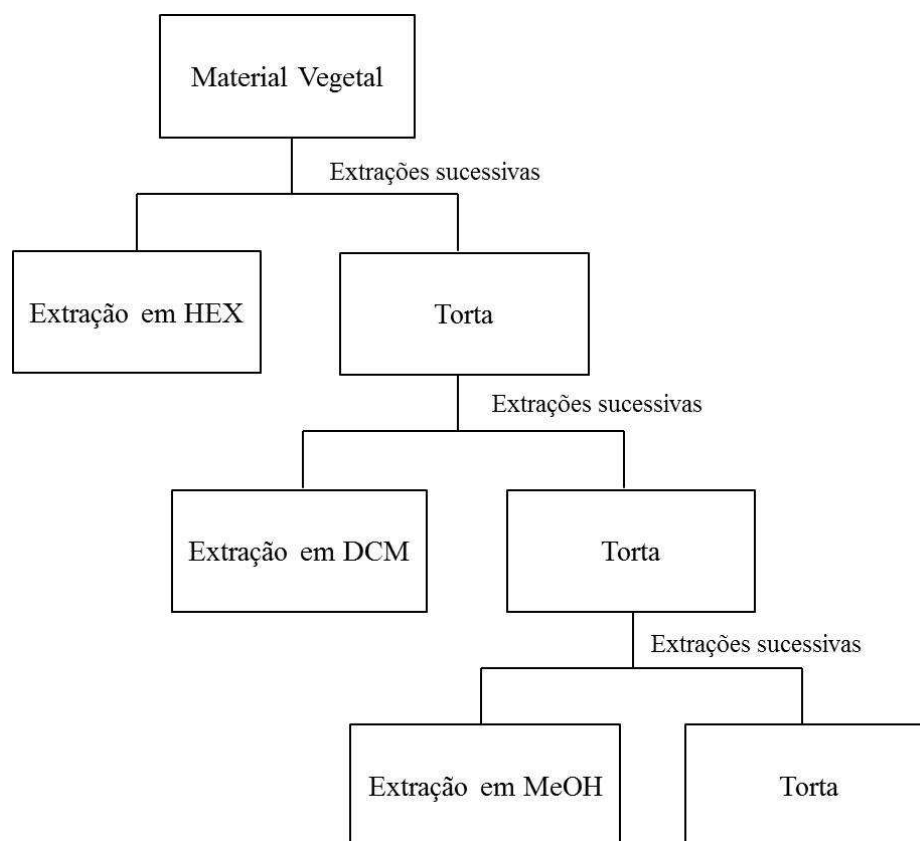 Material Vegetal
Extrações sucessivas
Extração em HEX
Torta
Extrações sucessivas
Extração em DCM
Torta
Extrações sucessivas
Extração em MeOH
Torta